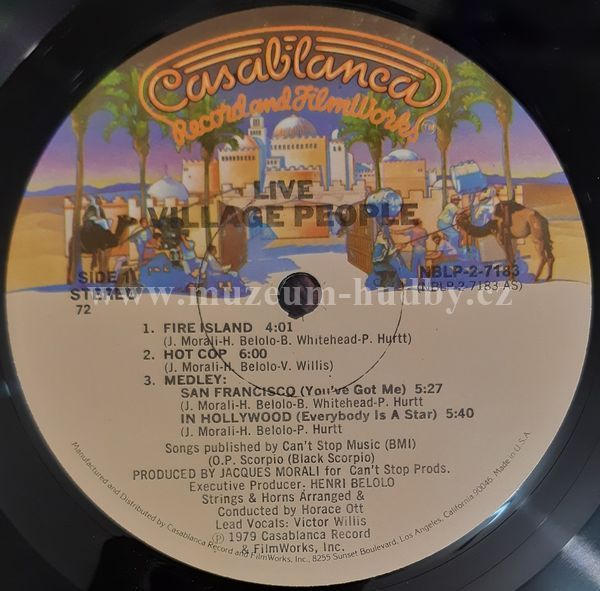 Casablanca
Record and FilmWorks
LIVE
VILLAGE PEOPLE
SIDE 1
STEREO
72
NBLP-2-7183
(NBLP-2-7183 AS)
www.muzeum-hudby.cz
1. FIRE ISLAND 4:01
(J. Morali-H. Belolo-B. Whitehead-P. Hurtt)
2. HOT COP 6:00
(J. Morali-H. Belolo-V. Willis)
3. MEDLEY:
SAN FRANCISCO (You've Got Me) 5:27
(J. Morali-H. Belolo-B. Whitehead-P. Hurtt
IN HOLLYWOOD (Everybody Is A Star) 5:40
(J. Morali-H. Belolo-P. Hurtt
Songs published by Can't Stop Music (BMI)
(O.P. Scorpio (Black Scorpio)
PRODUCED BY JACQUES MORALI for Can't Stop Prods.
Executive Producer: HENRI BELOLO
Strings & Horns Arranged &
Conducted by Horace Ott
Lead Vocals: Victor Willis
Ⓟ 1979 Casablanca Record
& FilmWorks, Inc.
Manufactured and Distributed by Casablanca Record and FilmWorks, Inc., 8255 Sunset Boulevard, Los Angeles, California 90046. Made in U.S.A.